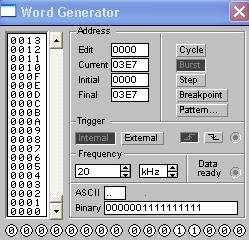 Word Generator
0013
0012
0011
0010
000F
000E
000D
000C
000B
000A
0009
0008
0007
0006
0005
0004
0003
0002
0001
0000
Address
Edit 0000
Current 03E7
Initial 0000
Final 03E7
Cycle
Burst
Step
Breakpoint
Pattern...
Trigger
Internal External
Frequency
20 kHz
Data ready
ASCII ..
Binary 0000001111111111